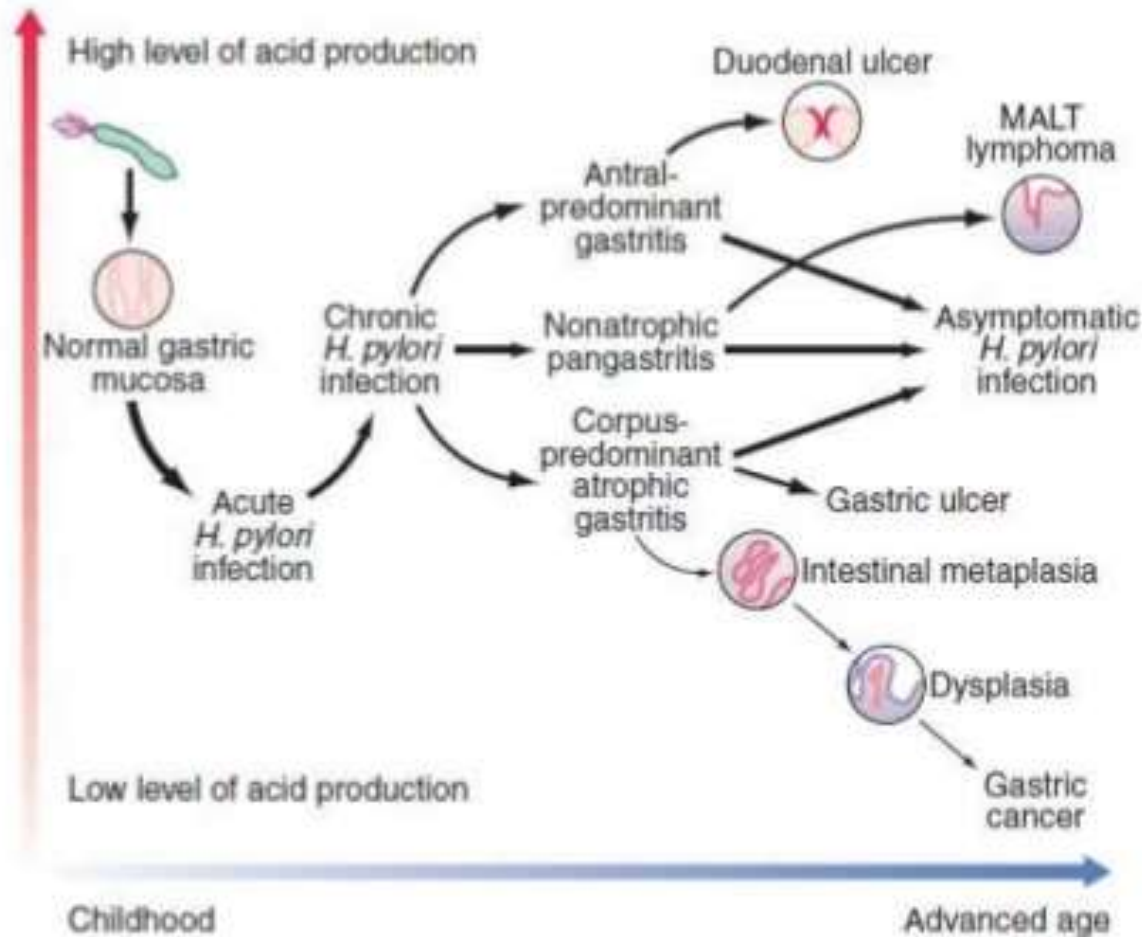 High level of acid production
Duodenal ulcer
MALT
lymphoma
Antral-
predominant
gastritis
Normal gastric
mucosa
Chronic
H. pylori
infection
Nonatrophic
pangastritis
Asymptomatic
H. pylori
infection
Corpus-
predominant
atrophic
gastritis
Acute
H. pylori
infection
Gastric ulcer
Intestinal metaplasia
Dysplasia
Gastric
cancer
Low level of acid production
Childhood
Advanced age